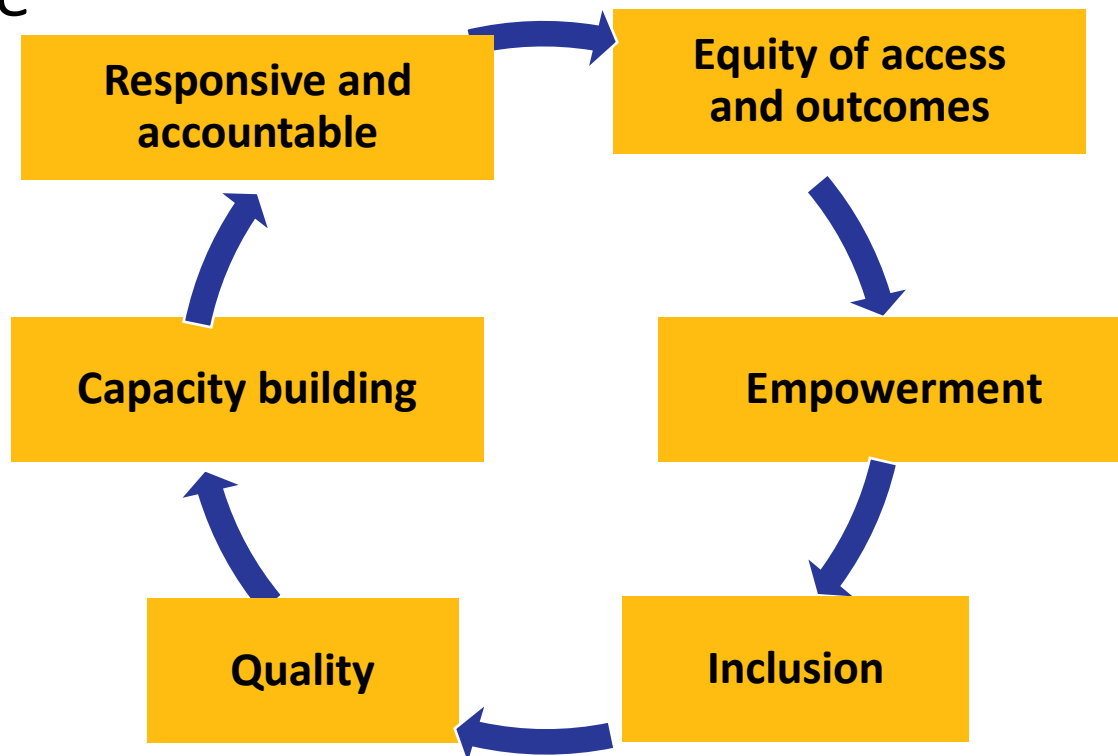 Responsive and
accountable
Equity of access
and outcomes
Empowerment
Inclusion
Quality
Capacity building